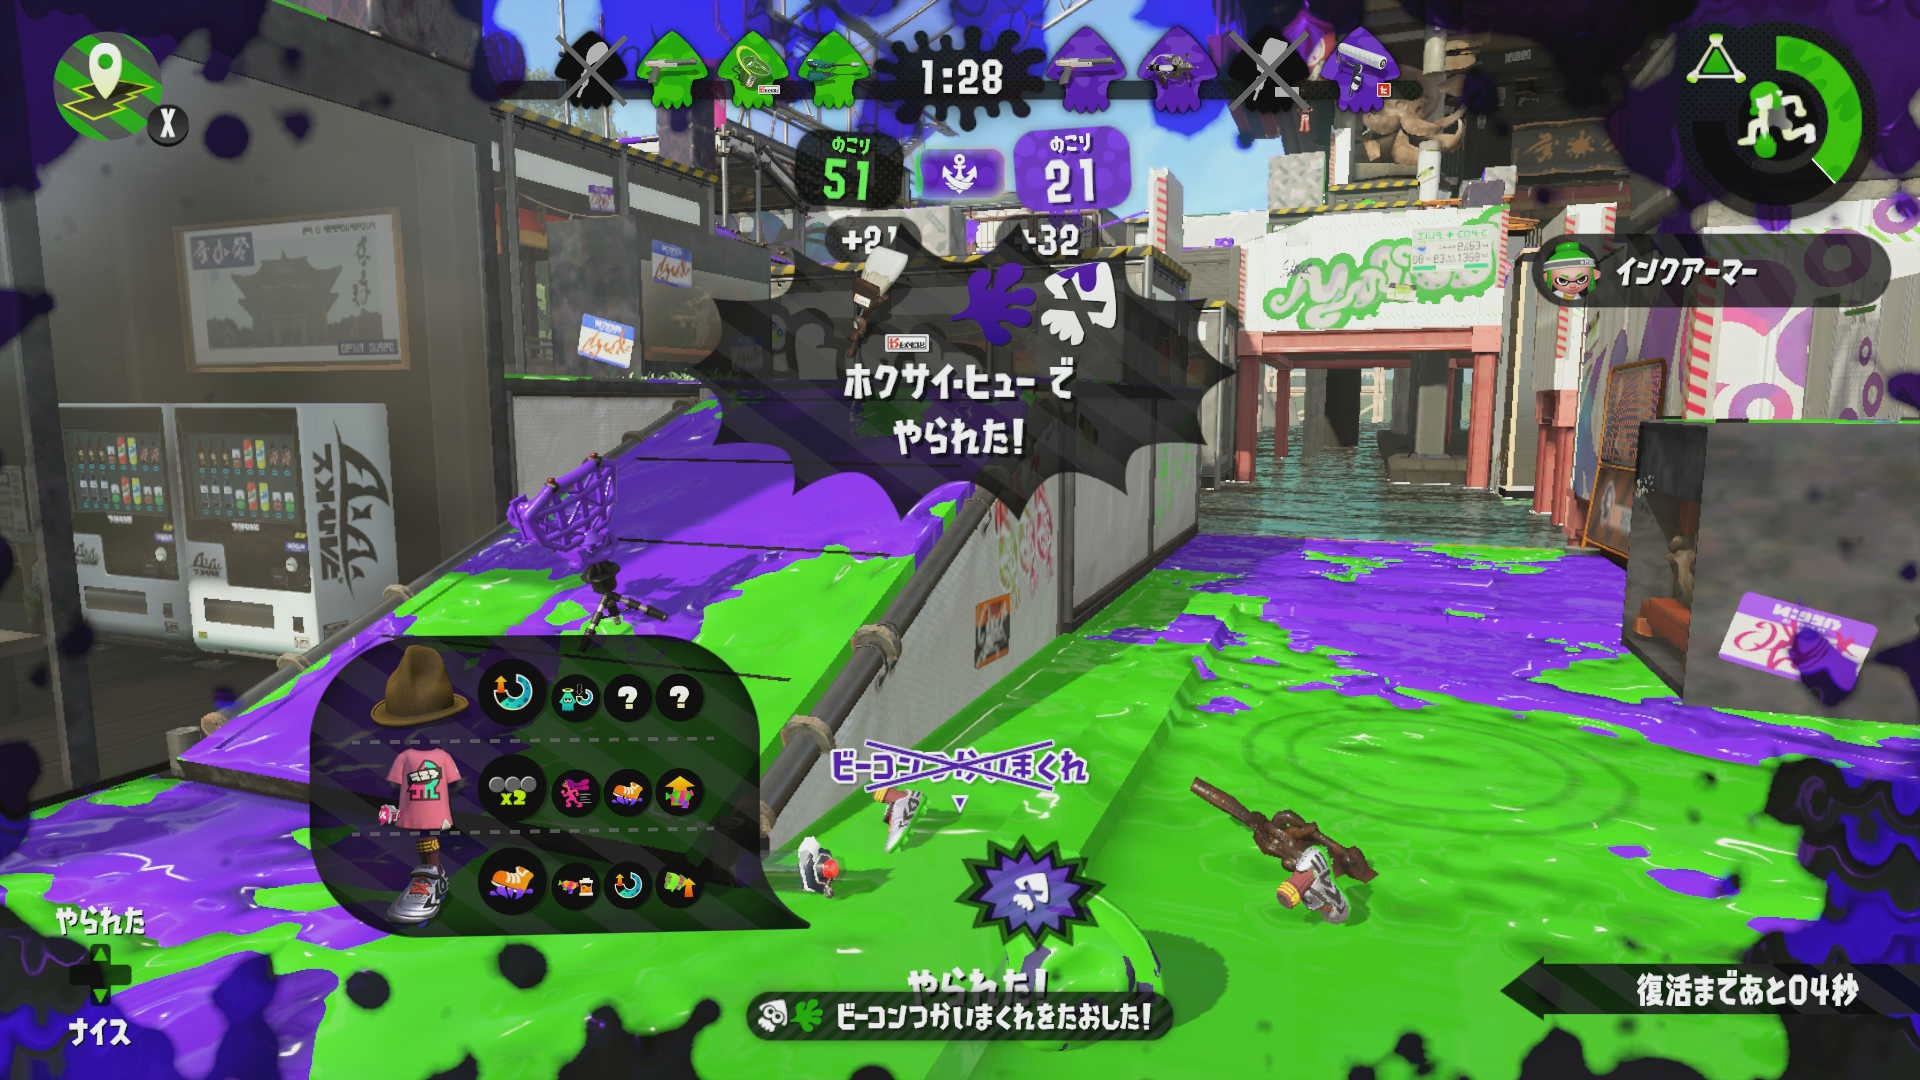 1:28
のこり
51
のこり
21
+21
+32
X
インクアーマー
ホクサイ・ヒューで
やられた!
ビーコンつかいまくれ
? ?
x2
やられた
ナイス
やられた!
ビーコンつかいまくれをたおした!
復活まであと04秒